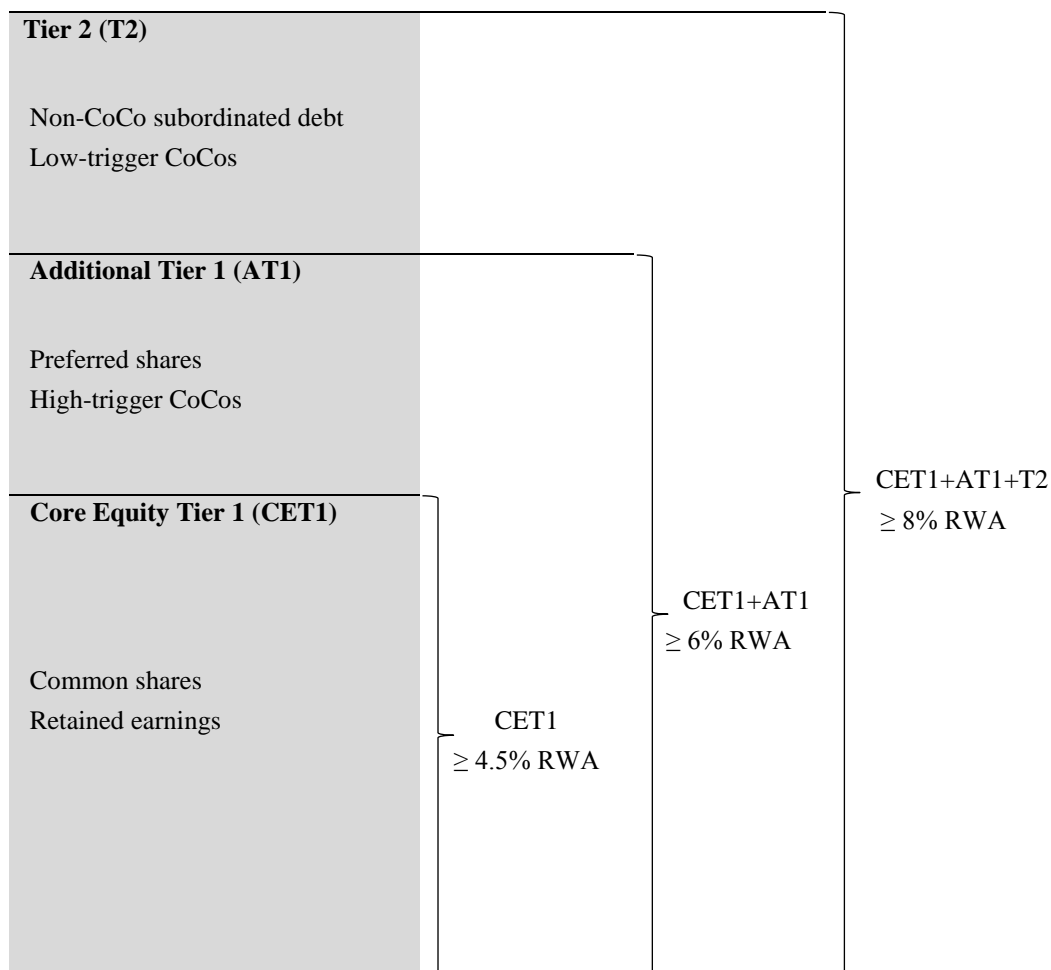 Tier 2 (T2)
Non-CoCo subordinated debt
Low-trigger CoCos
Additional Tier 1 (AT1)
Preferred shares
High-trigger CoCos
CET1+AT1+T2
≥ 8% RWA
Core Equity Tier 1 (CET1)
CET1+AT1
≥ 6% RWA
Common shares
Retained earnings
CET1
≥ 4.5% RWA